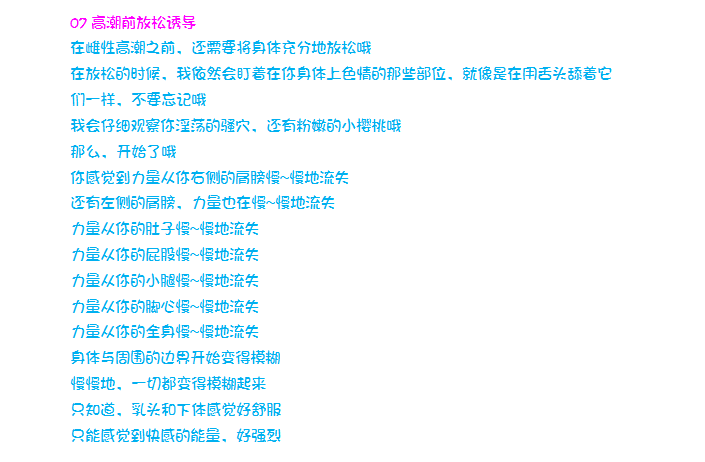 07 高潮前放松诱导
在雌性高潮之前、还需要将身体充分地放松哦
在放松的时候、我依然会盯着在你身体上色情的那些部位、就像是在用舌头舔着它
们一样、不要忘记哦
我会仔细观察你淫荡的骚穴、还有粉嫩的小樱桃哦
那么、开始了哦
你感觉到力量从你右侧的肩膀慢~慢地流失
还有左侧的肩膀、力量也在慢~慢地流失
力量从你的肚子慢~慢地流失
力量从你的屁股慢~慢地流失
力量从你的小腿慢~慢地流失
力量从你的脚心慢~慢地流失
力量从你的全身慢~慢地流失
身体与周围的边界开始变得模糊
慢慢地、一切都变得模糊起来
只知道、乳头和下体感觉好舒服
只能感觉到快感的能量、好强烈